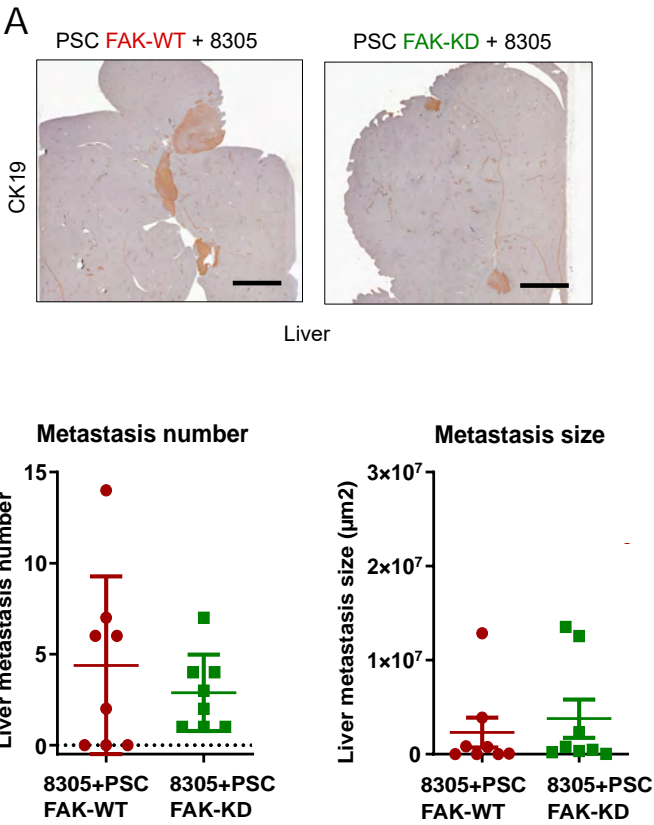 A
PSC FAK-WT + 8305
PSC FAK-KD + 8305
CK19
Liver
Metastasis number
Liver metastasis number
15
10
5
0
8305+PSC
FAK-WT
8305+PSC
FAK-KD
Metastasis size
Liver metastasis size (µm2)
3×10⁷
2×10⁷
1×10⁷
0
8305+PSC
FAK-WT
8305+PSC
FAK-KD